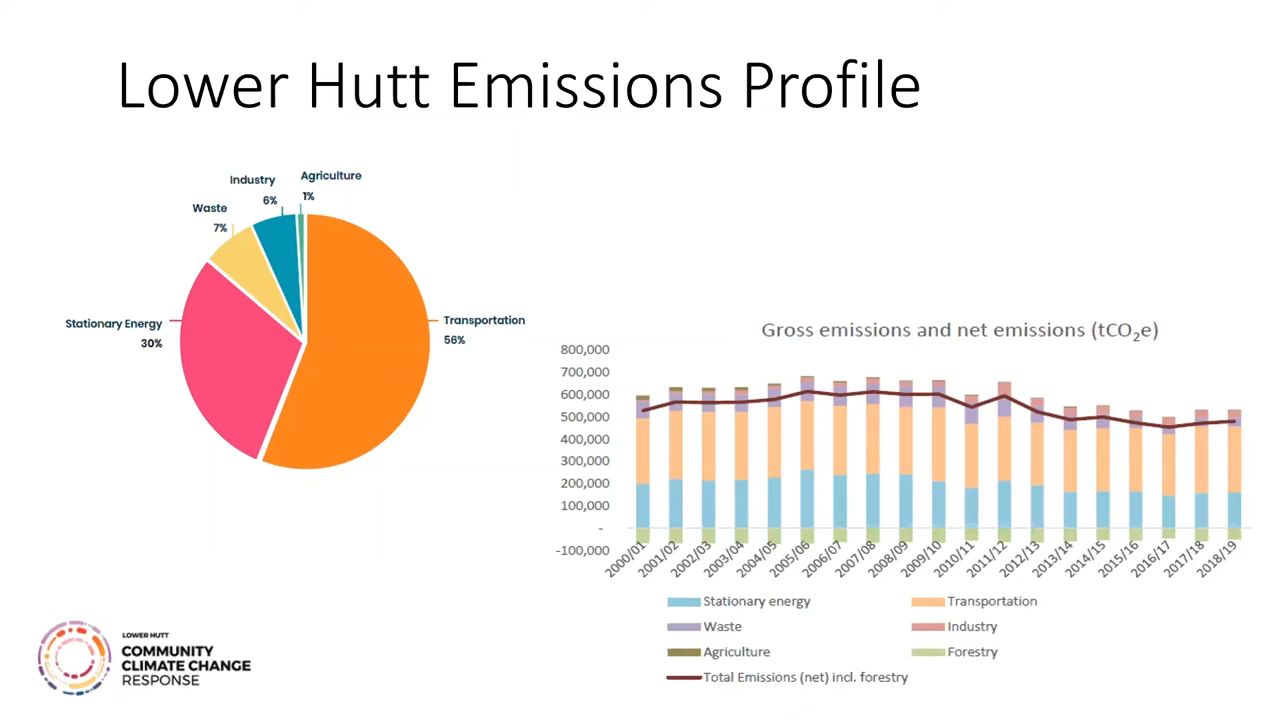 Lower Hutt Emissions Profile
Agriculture
1%
Industry
6%
Waste
7%
Stationary Energy
30%
Transportation
56%
Gross emissions and net emissions (tCO₂e)
800,000
700,000
600,000
500,000
400,000
300,000
200,000
100,000
-
-100,000
2000/01
2001/02
2002/03
2003/04
2004/05
2005/06
2006/07
2007/08
2008/09
2009/10
2010/11
2011/12
2012/13
2013/14
2014/15
2015/16
2016/17
2017/18
2018/19
Stationary energy
Transportation
Waste
Industry
Agriculture
Forestry
Total Emissions (net) incl. forestry
LOWER HUTT
COMMUNITY
CLIMATE CHANGE
RESPONSE